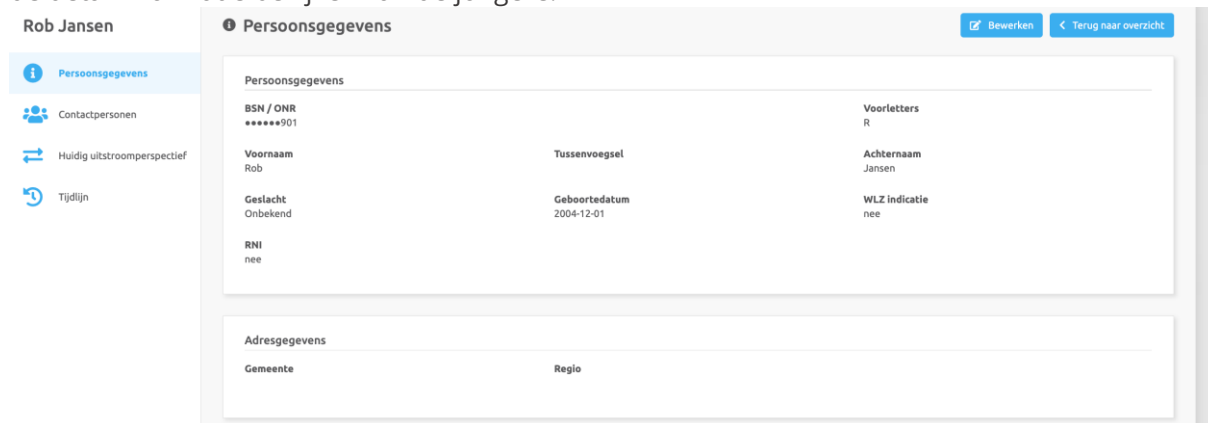 Rob Jansen
Persoonsgegevens
Bewerken
Terug naar overzicht
Persoonsgegevens
Contactpersonen
Huidig uitstroomperspectief
Tijdlijn
Persoonsgegevens
BSN / ONR Voorletters
●●●●●●901 R
Voornaam Tussenvoegsel Achternaam
Rob Jansen
Geslacht Geboortedatum WLZ indicatie
Onbekend 2004-12-01 nee
RNI
nee
Adresgegevens
Gemeente Regio